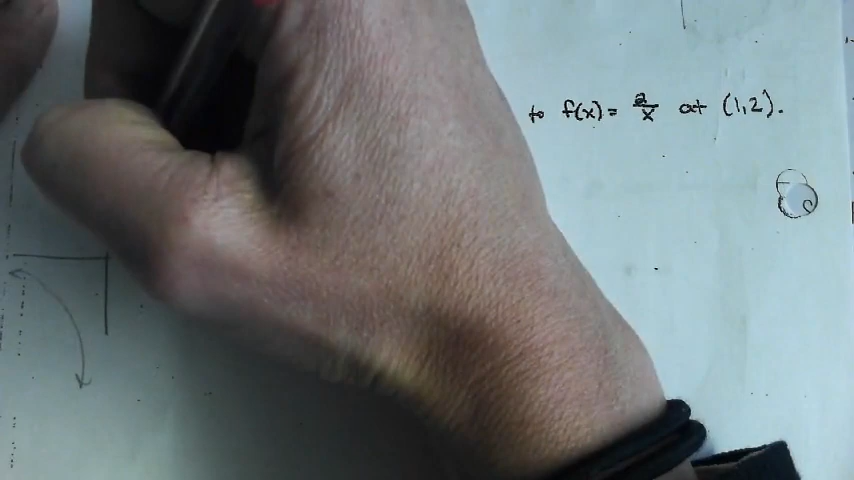 to f(x) = 2/x at (1,2).